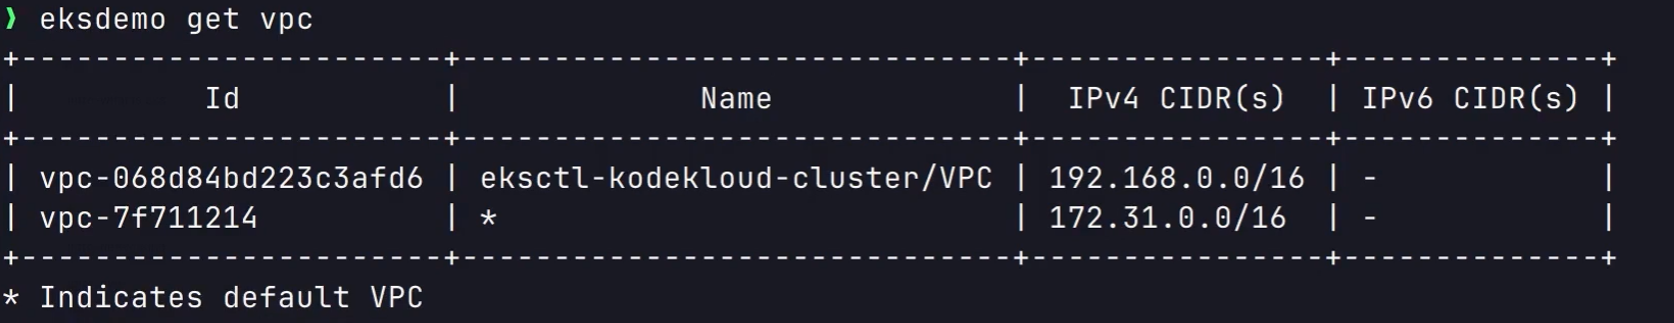 ❯ eksdemo get vpc
+-----------------------+------------------------------+----------------+--------------+
|          Id           |             Name             |  IPv4 CIDR(s)  | IPv6 CIDR(s) |
+-----------------------+------------------------------+----------------+--------------+
| vpc-068d84bd223c3afd6 | eksctl-kodekloud-cluster/VPC | 192.168.0.0/16 | -            |
| vpc-7f711214          | *                            | 172.31.0.0/16  | -            |
+-----------------------+------------------------------+----------------+--------------+
* Indicates default VPC